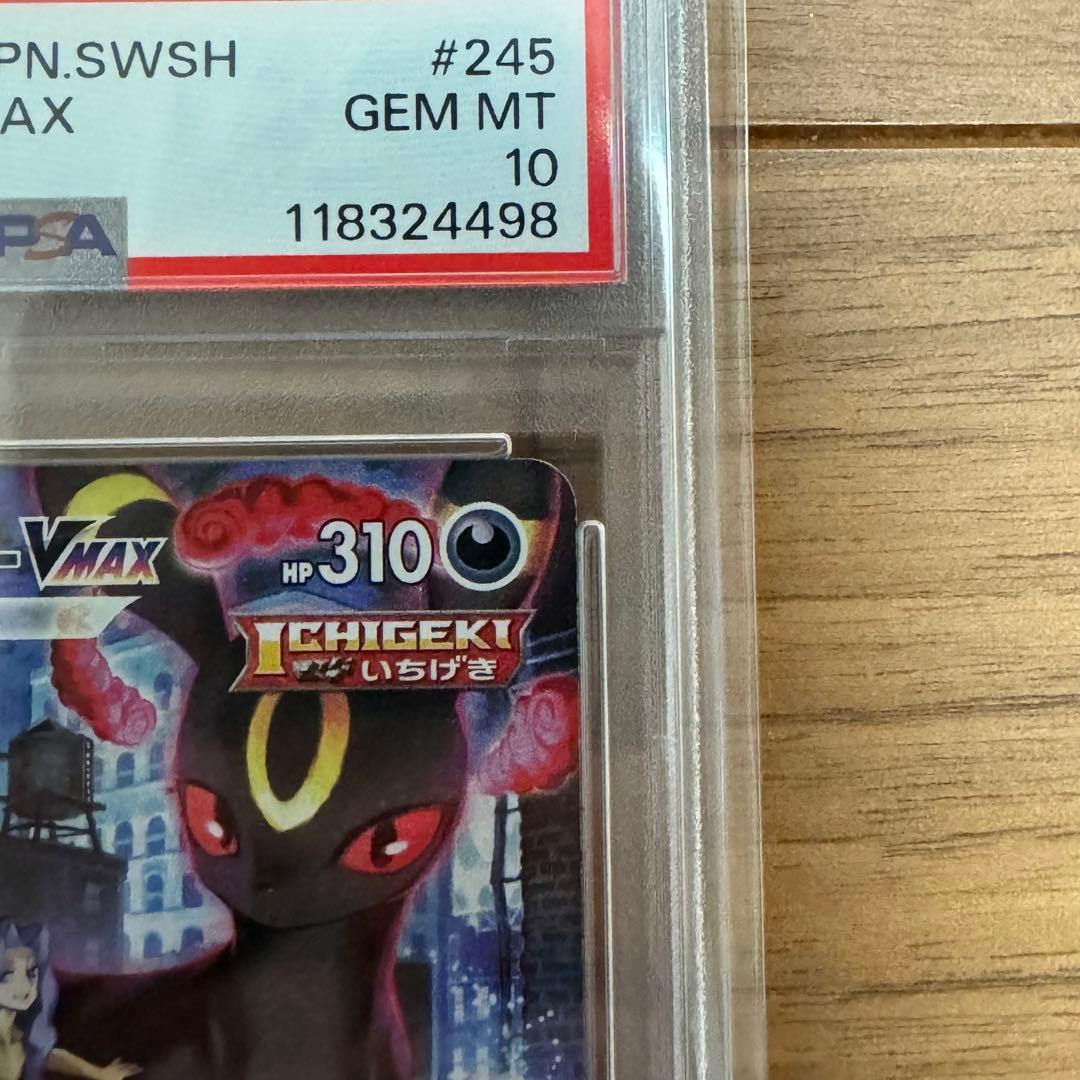 PN.SWSH #245
AX GEM MT
10
PSA 118324498
VMAX HP 310
ICHIGEKI
いちげき